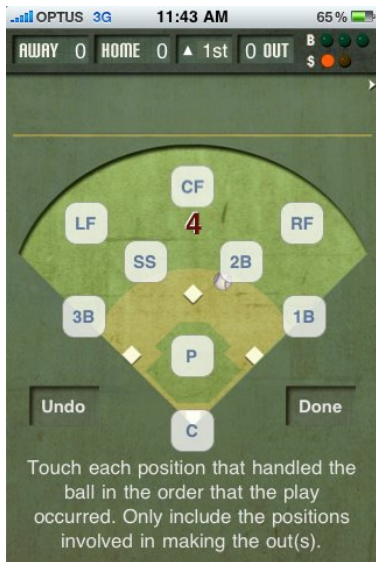 OPTUS 3G 11:43 AM 65%
AWAY 0 HOME 0 ▲ 1st 0 OUT B
S
CF
LF 4 RF
SS 2B
3B 1B
P
Undo Done
C
Touch each position that handled the
ball in the order that the play
occurred. Only include the positions
involved in making the out(s).